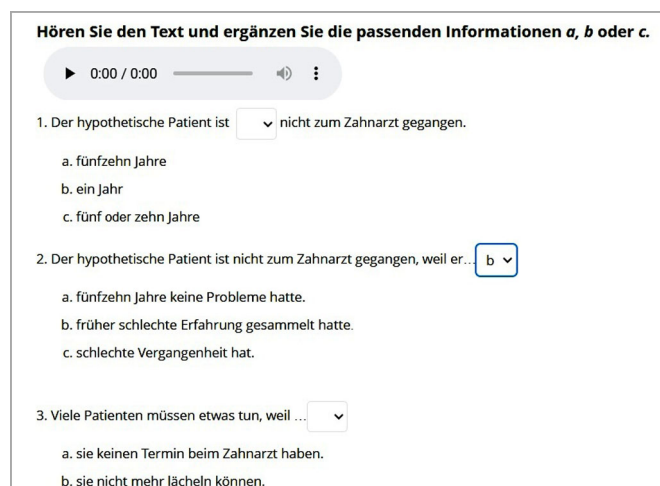 Hören Sie den Text und ergänzen Sie die passenden Informationen a, b oder c.
0:00 / 0:00
1. Der hypothetische Patient ist nicht zum Zahnarzt gegangen.
a. fünfzehn Jahre
b. ein Jahr
c. fünf oder zehn Jahre
2. Der hypothetische Patient ist nicht zum Zahnarzt gegangen, weil er... b
a. fünfzehn Jahre keine Probleme hatte.
b. früher schlechte Erfahrung gesammelt hatte.
c. schlechte Vergangenheit hat.
3. Viele Patienten müssen etwas tun, weil ...
a. sie keinen Termin beim Zahnarzt haben.
b. sie nicht mehr lächeln können.